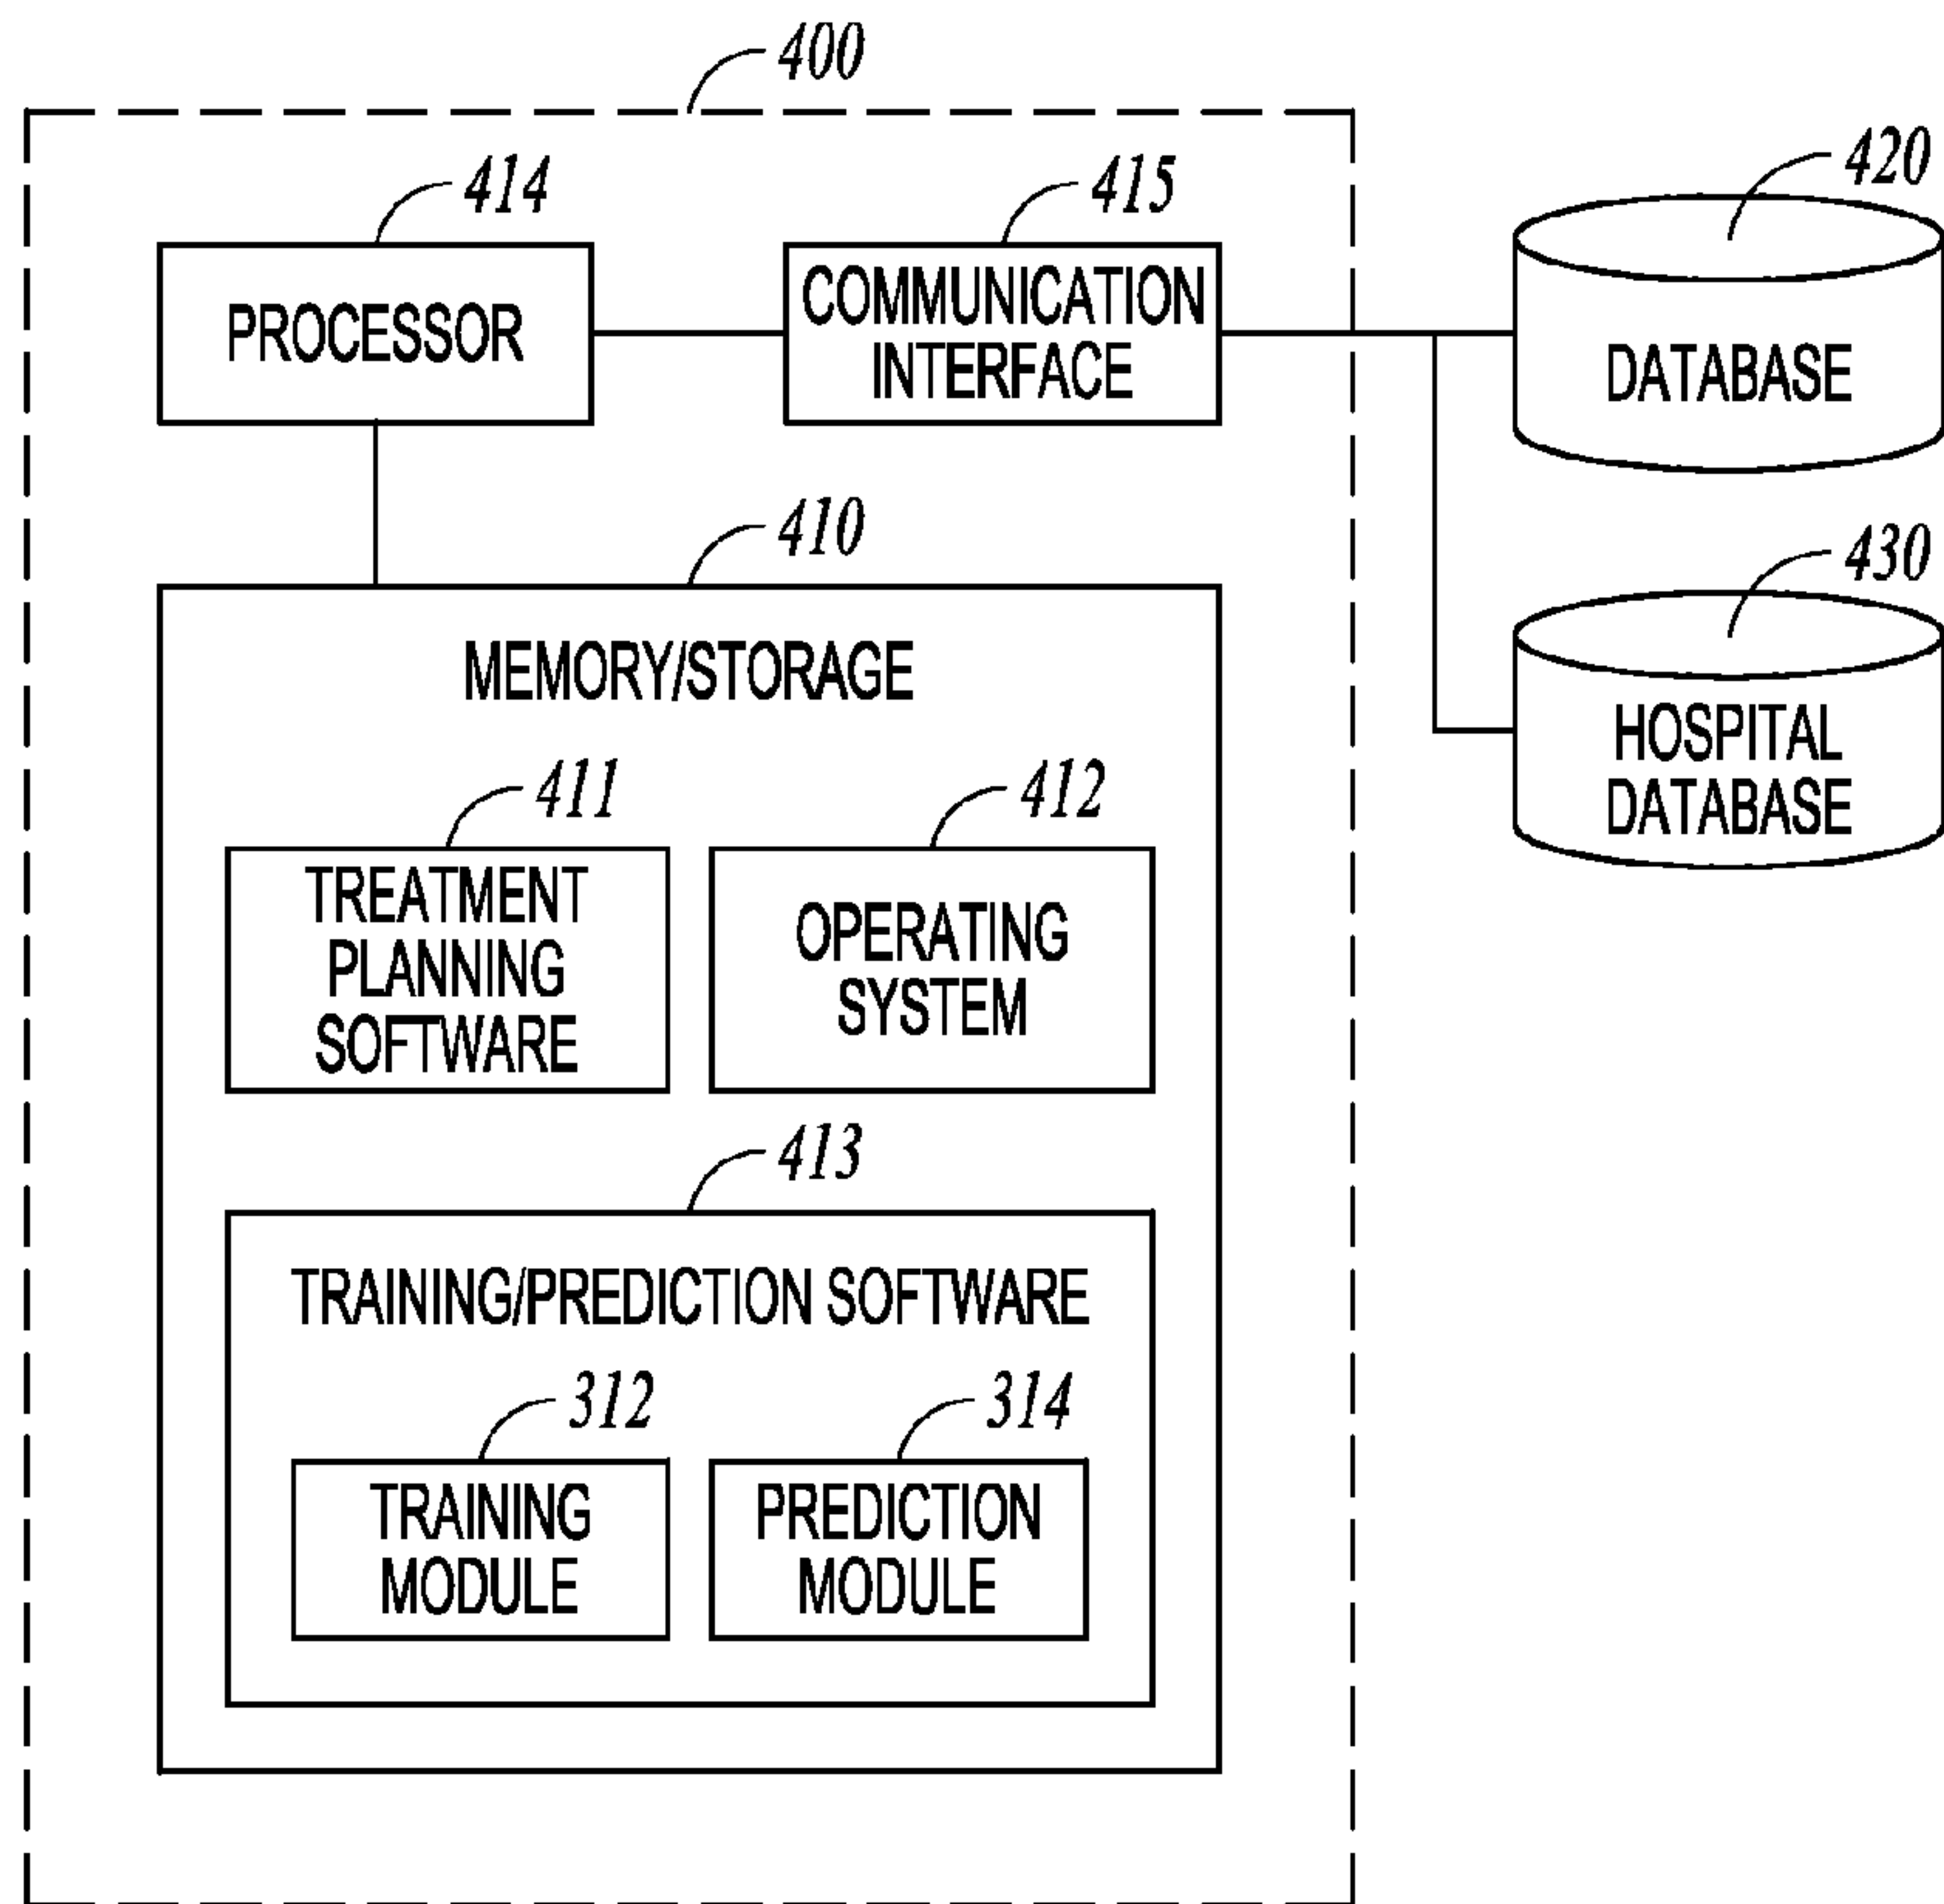 400
414
415
420
PROCESSOR
COMMUNICATION
INTERFACE
DATABASE
410
430
MEMORY/STORAGE
HOSPITAL
DATABASE
411
412
TREATMENT
PLANNING
SOFTWARE
OPERATING
SYSTEM
413
TRAINING/PREDICTION SOFTWARE
312
314
TRAINING
MODULE
PREDICTION
MODULE